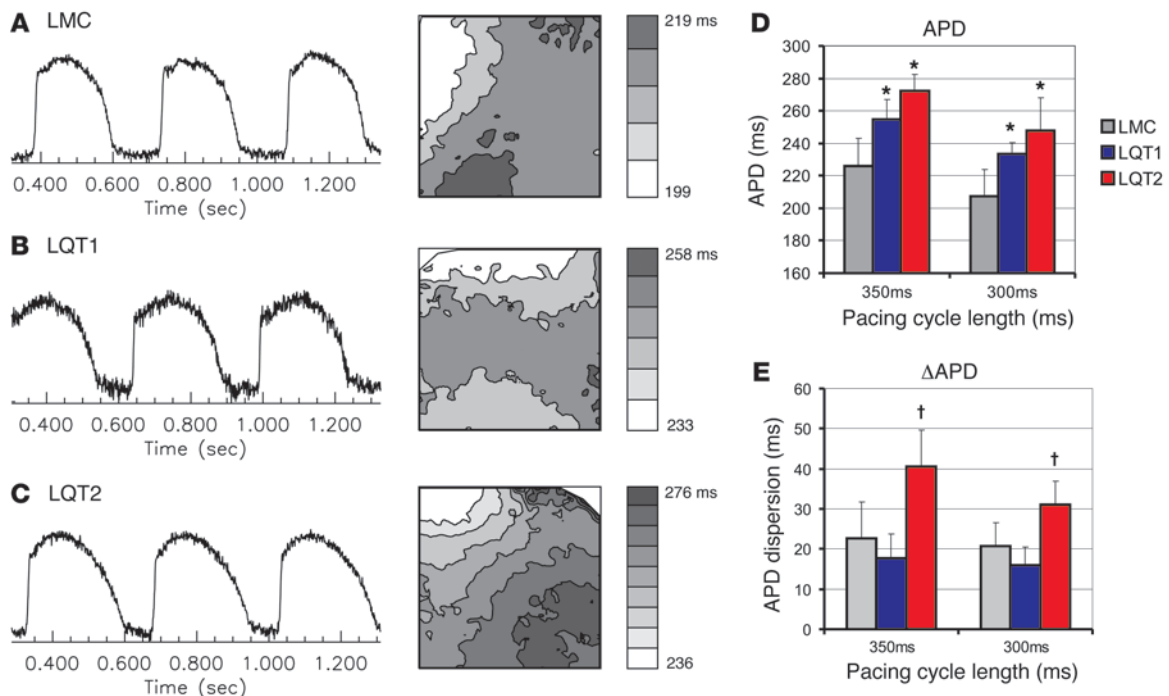 A LMC
219 ms
199
0.400 0.600 0.800 1.000 1.200
Time (sec)
B LQT1
258 ms
233
0.400 0.600 0.800 1.000 1.200
Time (sec)
C LQT2
276 ms
236
0.400 0.600 0.800 1.000 1.200
Time (sec)
D APD
300
280
260
240
220
200
180
160
APD (ms)
* * * *
350ms 300ms
Pacing cycle length (ms)
LMC
LQT1
LQT2
E ΔAPD
60
50
40
30
20
10
0
APD dispersion (ms)
† †
350ms 300ms
Pacing cycle length (ms)